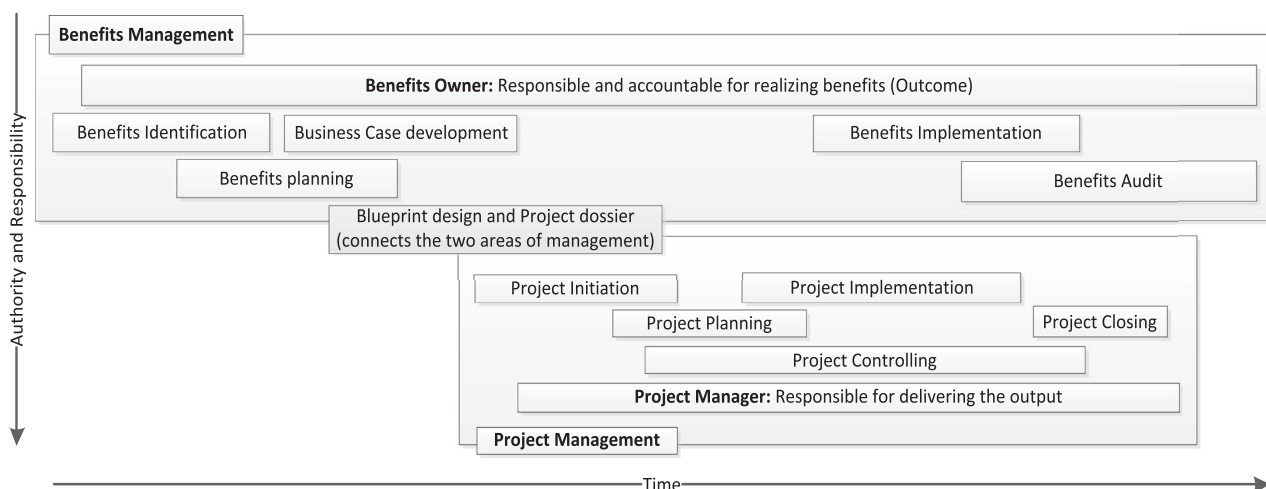 Benefits Management
Benefits Owner: Responsible and accountable for realizing benefits (Outcome)
Benefits Identification
Business Case development
Benefits Implementation
Benefits planning
Benefits Audit
Blueprint design and Project dossier
(connects the two areas of management)
Authority and Responsibility
Project Initiation
Project Implementation
Project Planning
Project Closing
Project Controlling
Project Manager: Responsible for delivering the output
Project Management
Time